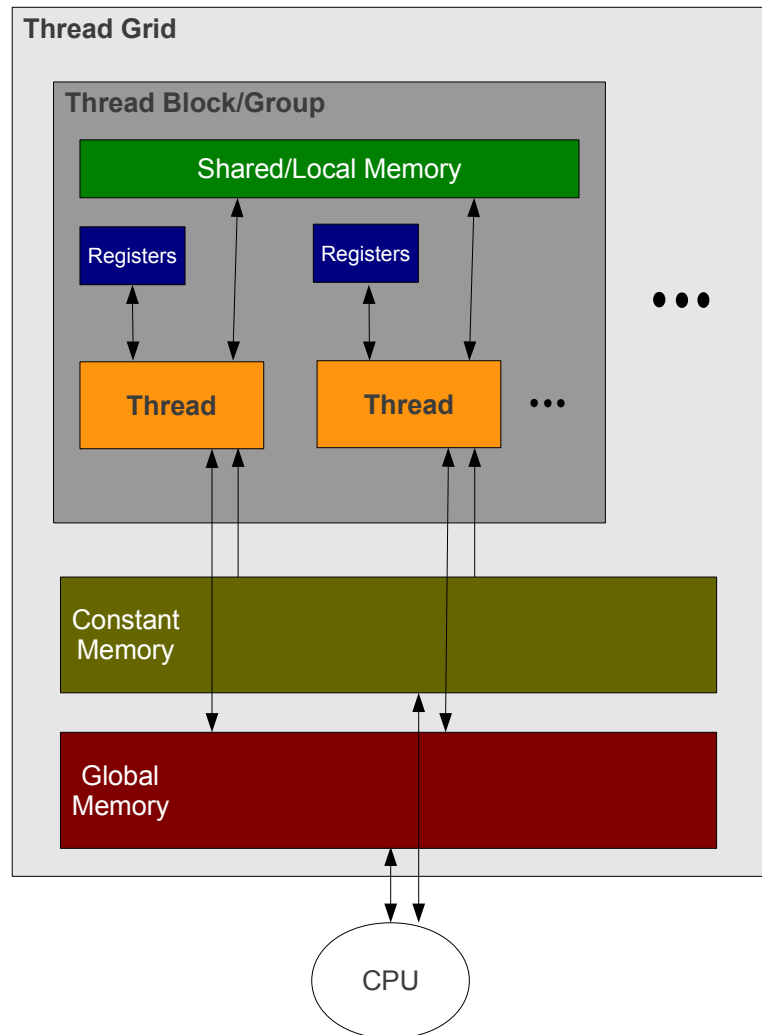 Thread Grid
Thread Block/Group
Shared/Local Memory
Registers
Registers
Thread
Thread
Constant
Memory
Global
Memory
CPU